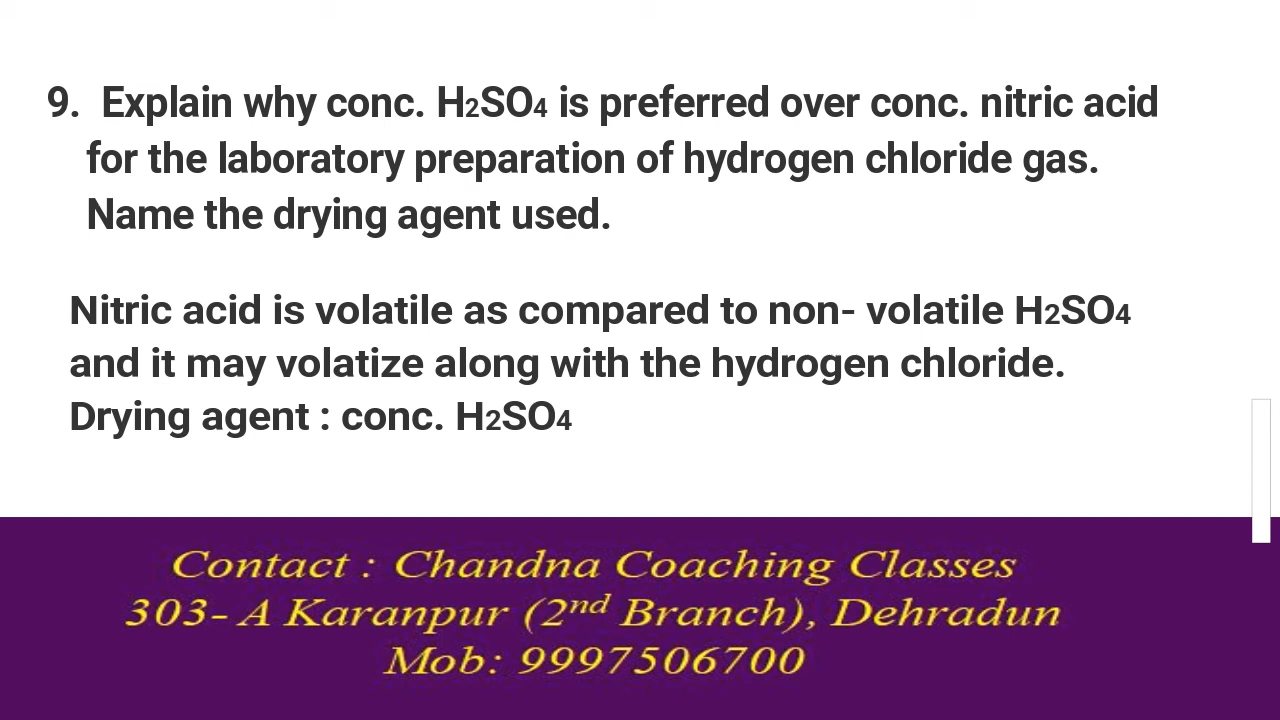 9. Explain why conc. H₂SO₄ is preferred over conc. nitric acid
for the laboratory preparation of hydrogen chloride gas.
Name the drying agent used.
Nitric acid is volatile as compared to non- volatile H₂SO₄
and it may volatize along with the hydrogen chloride.
Drying agent : conc. H₂SO₄
Contact : Chandna Coaching Classes
303- A Karanpur (2nd Branch), Dehradun
Mob: 9997506700